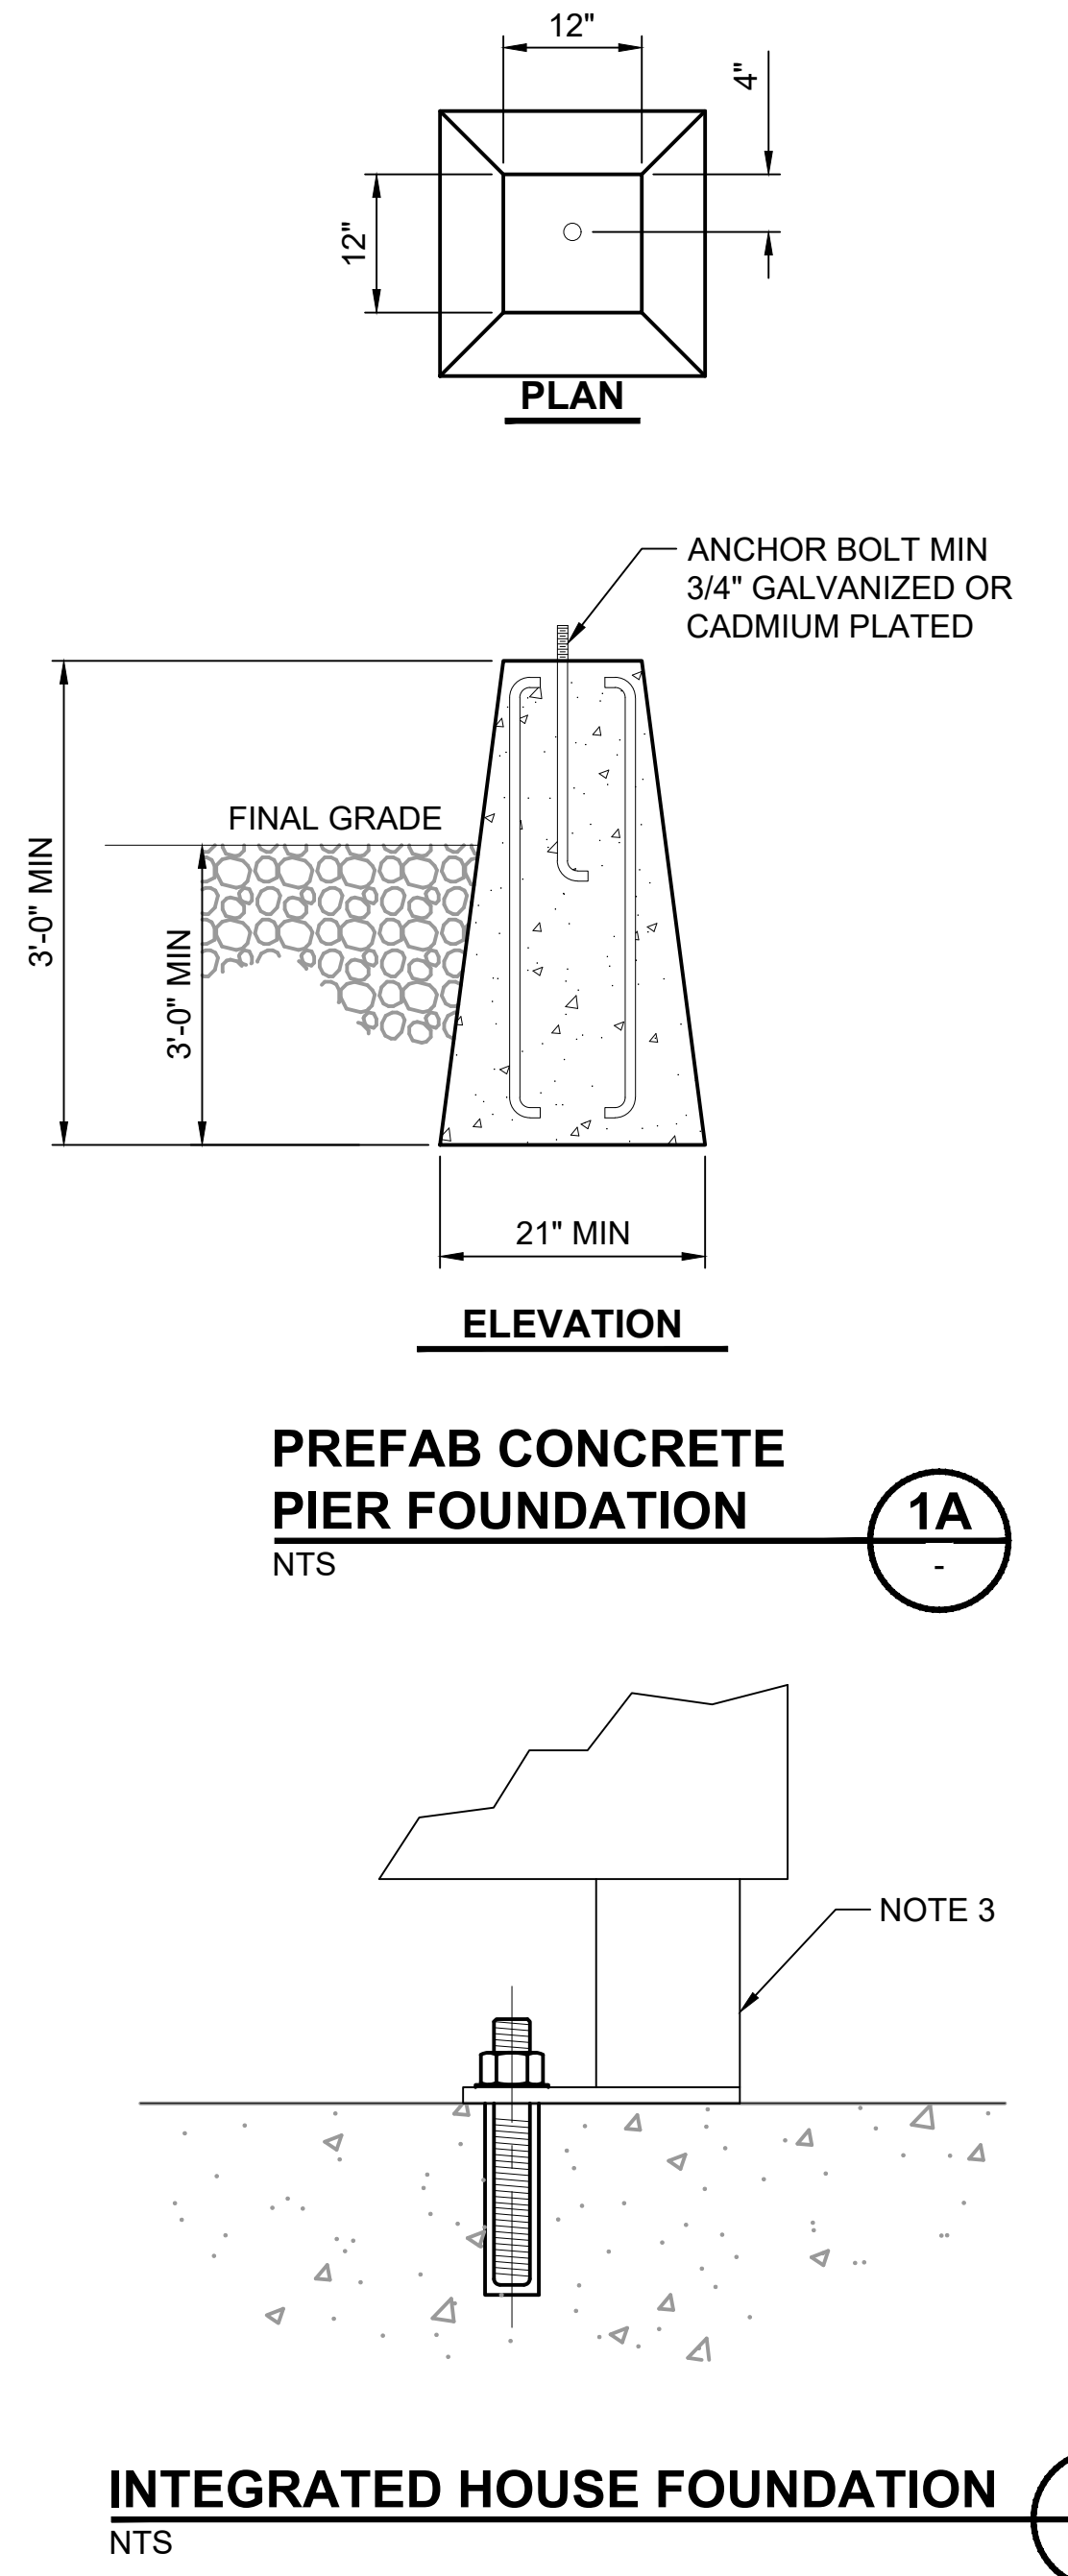 12"
4"
12"
PLAN
ANCHOR BOLT MIN
3/4" GALVANIZED OR
CADMIUM PLATED
FINAL GRADE
3'-0" MIN
3'-0" MIN
21" MIN
ELEVATION
PREFAB CONCRETE
PIER FOUNDATION
1A
-
NTS
NOTE 3
INTEGRATED HOUSE FOUNDATION
NTS